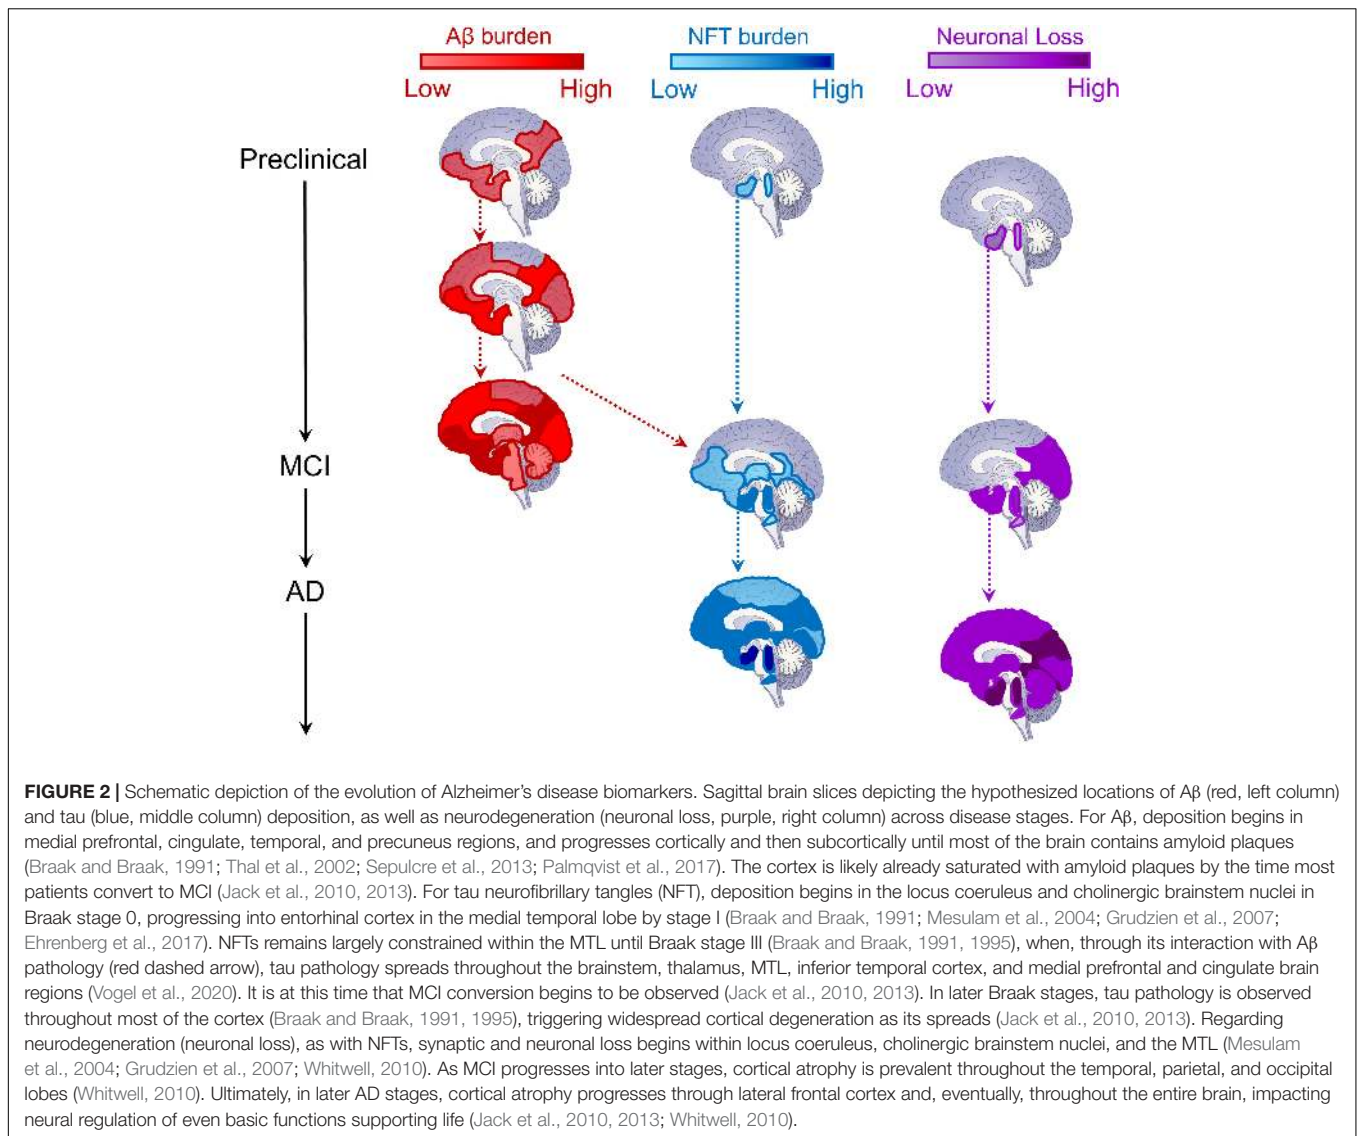 Aβ burden
NFT burden
Neuronal Loss
Low
High
Low
High
Low
High
Preclinical
MCI
AD
FIGURE 2 | Schematic depiction of the evolution of Alzheimer's disease biomarkers. Sagittal brain slices depicting the hypothesized locations of Aβ (red, left column)
and tau (blue, middle column) deposition, as well as neurodegeneration (neuronal loss, purple, right column) across disease stages. For Aβ, deposition begins in
medial prefrontal, cingulate, temporal, and precuneus regions, and progresses cortically and then subcortically until most of the brain contains amyloid plaques
(Braak and Braak, 1991; Thal et al., 2002; Sepulcre et al., 2013; Palmqvist et al., 2017). The cortex is likely already saturated with amyloid plaques by the time most
patients convert to MCI (Jack et al., 2010, 2013). For tau neurofibrillary tangles (NFT), deposition begins in the locus coeruleus and cholinergic brainstem nuclei in
Braak stage 0, progressing into entorhinal cortex in the medial temporal lobe by stage I (Braak and Braak, 1991; Mesulam et al., 2004; Grudzien et al., 2007;
Ehrenberg et al., 2017). NFTs remains largely constrained within the MTL until Braak stage III (Braak and Braak, 1991, 1995), when, through its interaction with Aβ
pathology (red dashed arrow), tau pathology spreads throughout the brainstem, thalamus, MTL, inferior temporal cortex, and medial prefrontal and cingulate brain
regions (Vogel et al., 2020). It is at this time that MCI conversion begins to be observed (Jack et al., 2010, 2013). In later Braak stages, tau pathology is observed
throughout most of the cortex (Braak and Braak, 1991, 1995), triggering widespread cortical degeneration as its spreads (Jack et al., 2010, 2013). Regarding
neurodegeneration (neuronal loss), as with NFTs, synaptic and neuronal loss begins within locus coeruleus, cholinergic brainstem nuclei, and the MTL (Mesulam
et al., 2004; Grudzien et al., 2007; Whitwell, 2010). As MCI progresses into later stages, cortical atrophy is prevalent throughout the temporal, parietal, and occipital
lobes (Whitwell, 2010). Ultimately, in later AD stages, cortical atrophy progresses through lateral frontal cortex and, eventually, throughout the entire brain, impacting
neural regulation of even basic functions supporting life (Jack et al., 2010, 2013; Whitwell, 2010).